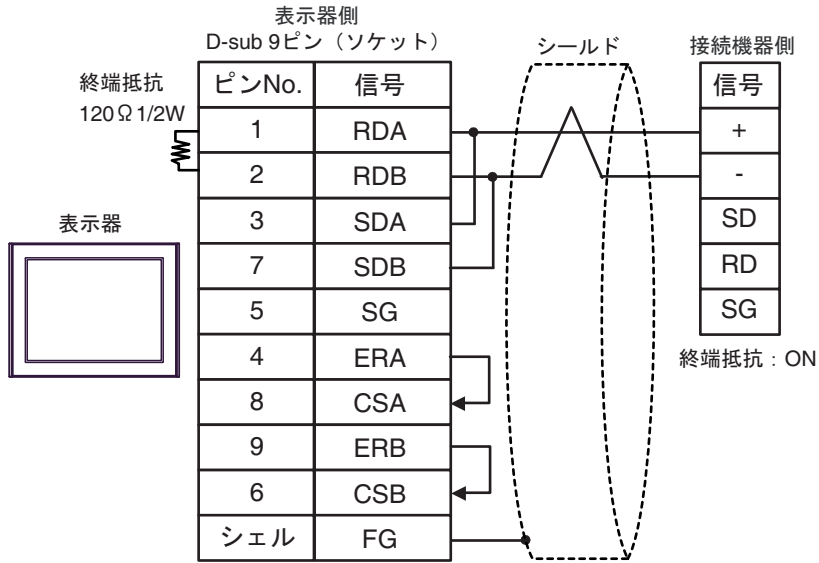 表示器側
D-sub 9ピン（ソケット）
シールド
接続機器側
終端抵抗
120Ω 1/2W
ピンNo. 信号
信号
1 RDA
+
2 RDB
-
表示器
3 SDA
SD
7 SDB
RD
5 SG
SG
4 ERA
終端抵抗：ON
8 CSA
9 ERB
6 CSB
シェル FG